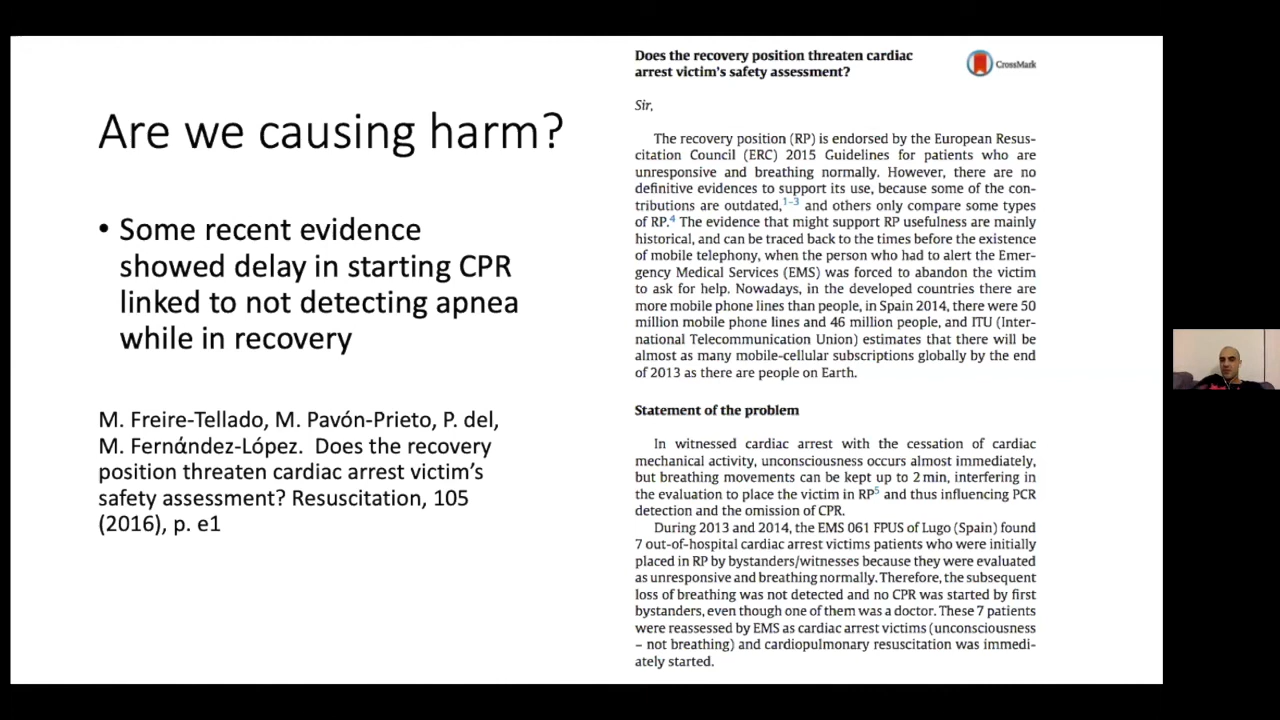 Are we causing harm?
• Some recent evidence
showed delay in starting CPR
linked to not detecting apnea
while in recovery
M. Freire-Tellado, M. Pavón-Prieto, P. del,
M. Fernάndez-López. Does the recovery
position threaten cardiac arrest victim's
safety assessment? Resuscitation, 105
(2016), p. e1
Does the recovery position threaten cardiac
arrest victim's safety assessment?
CrossMark
Sir,
The recovery position (RP) is endorsed by the European Resus-
citation Council (ERC) 2015 Guidelines for patients who are
unresponsive and breathing normally. However, there are no
definitive evidences to support its use, because some of the con-
tributions are outdated,1–3 and others only compare some types
of RP.4 The evidence that might support RP usefulness are mainly
historical, and can be traced back to the times before the existence
of mobile telephony, when the person who had to alert the Emer-
gency Medical Services (EMS) was forced to abandon the victim
to ask for help. Nowadays, in the developed countries there are
more mobile phone lines than people, in Spain 2014, there were 50
million mobile phone lines and 46 million people, and ITU (Inter-
national Telecommunication Union) estimates that there will be
almost as many mobile-cellular subscriptions globally by the end
of 2013 as there are people on Earth.
Statement of the problem
In witnessed cardiac arrest with the cessation of cardiac
mechanical activity, unconsciousness occurs almost immediately,
but breathing movements can be kept up to 2 min, interfering in
the evaluation to place the victim in RP5 and thus influencing PCR
detection and the omission of CPR.
During 2013 and 2014, the EMS 061 FPUS of Lugo (Spain) found
7 out-of-hospital cardiac arrest victims patients who were initially
placed in RP by bystanders/witnesses because they were evaluated
as unresponsive and breathing normally. Therefore, the subsequent
loss of breathing was not detected and no CPR was started by first
bystanders, even though one of them was a doctor. These 7 patients
were reassessed by EMS as cardiac arrest victims (unconsciousness
– not breathing) and cardiopulmonary resuscitation was immedi-
ately started.